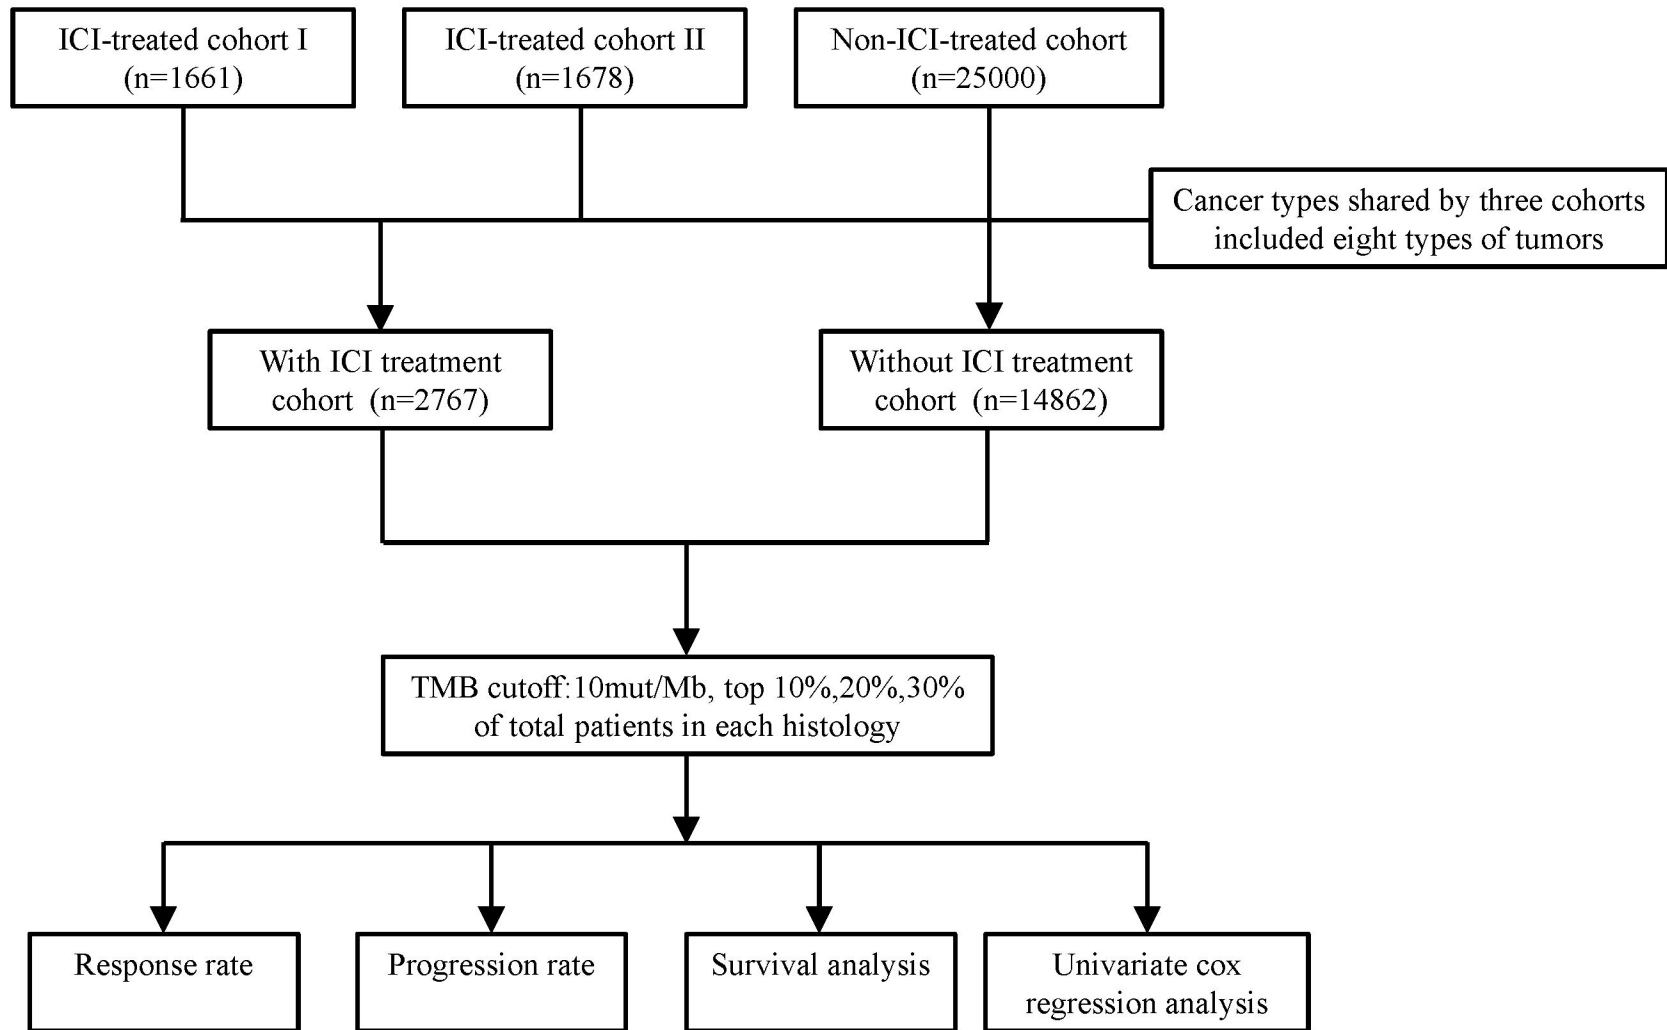 ICI-treated cohort I
(n=1661)
ICI-treated cohort II
(n=1678)
Non-ICI-treated cohort
(n=25000)
Cancer types shared by three cohorts
included eight types of tumors
With ICI treatment
cohort (n=2767)
Without ICI treatment
cohort (n=14862)
TMB cutoff:10mut/Mb, top 10%,20%,30%
of total patients in each histology
Response rate
Progression rate
Survival analysis
Univariate cox
regression analysis